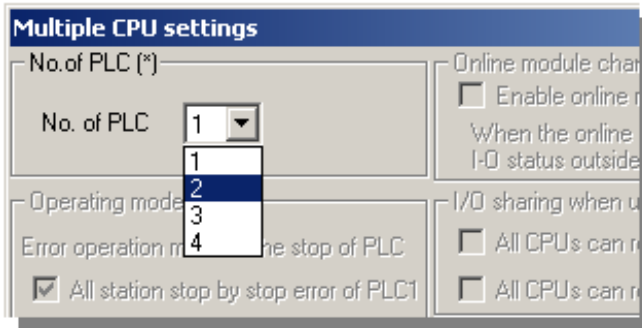 Multiple CPU settings
No.of PLC (*)
No. of PLC 1
1
2
3
4
Operating mode
Error operation he stop of PLC
All station stop by stop error of PLC1
Online module
Enable online
When the online
I-O status outside
I/O sharing when
All CPUs can
All CPUs can